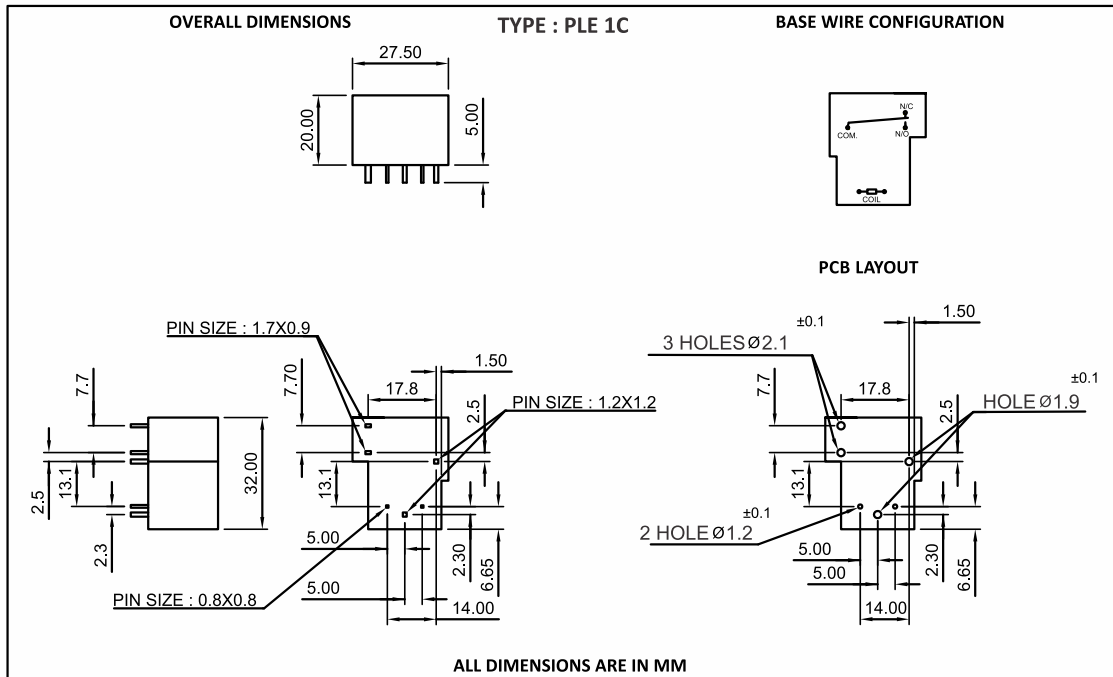 OVERALL DIMENSIONS
TYPE : PLE 1C
BASE WIRE CONFIGURATION
27.50
20.00
5.00
N/C
COM.
N/O
COIL
PCB LAYOUT
PIN SIZE : 1.7X0.9
1.50
7.7
7.70
17.8
2.5
PIN SIZE : 1.2X1.2
2.5
13.1
2.3
32.00
13.1
5.00
5.00
2.30
6.65
14.00
PIN SIZE : 0.8X0.8
1.50
±0.1
3 HOLESØ2.1
±0.1
7.7
17.8
2.5
HOLE Ø1.9
13.1
±0.1
2 HOLE Ø1.2
5.00
5.00
2.30
6.65
14.00
ALL DIMENSIONS ARE IN MM